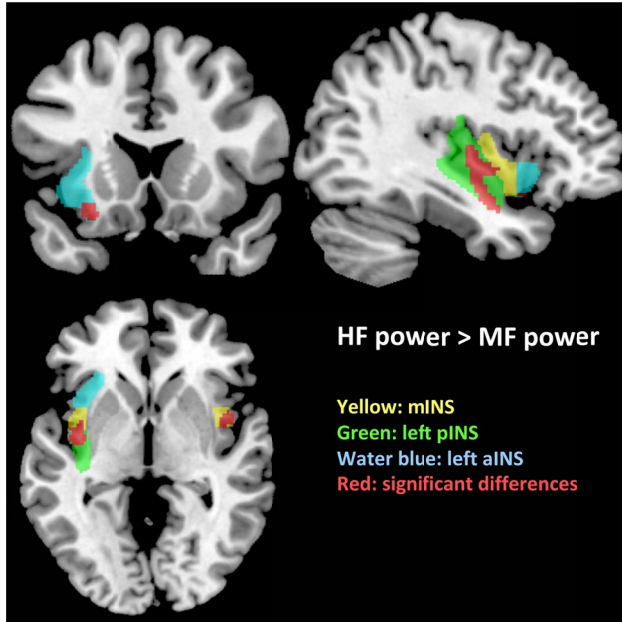 HF power > MF power
Yellow: mINS
Green: left pINS
Water blue: left aINS
Red: significant differences